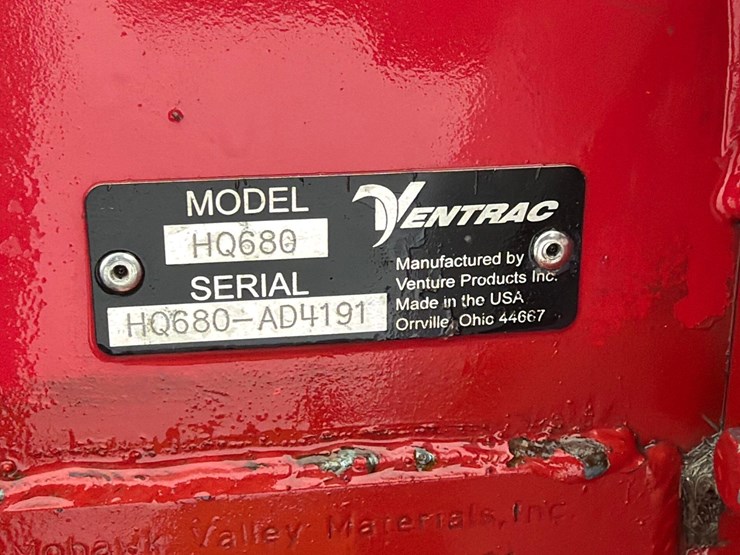 MODEL
HQ680
SERIAL
HQ680-AD4191
VENTRAC
Manufactured by
Venture Products Inc.
Made in the USA
Orrville, Ohio 44667
Mohawk Valley Materials, Inc.